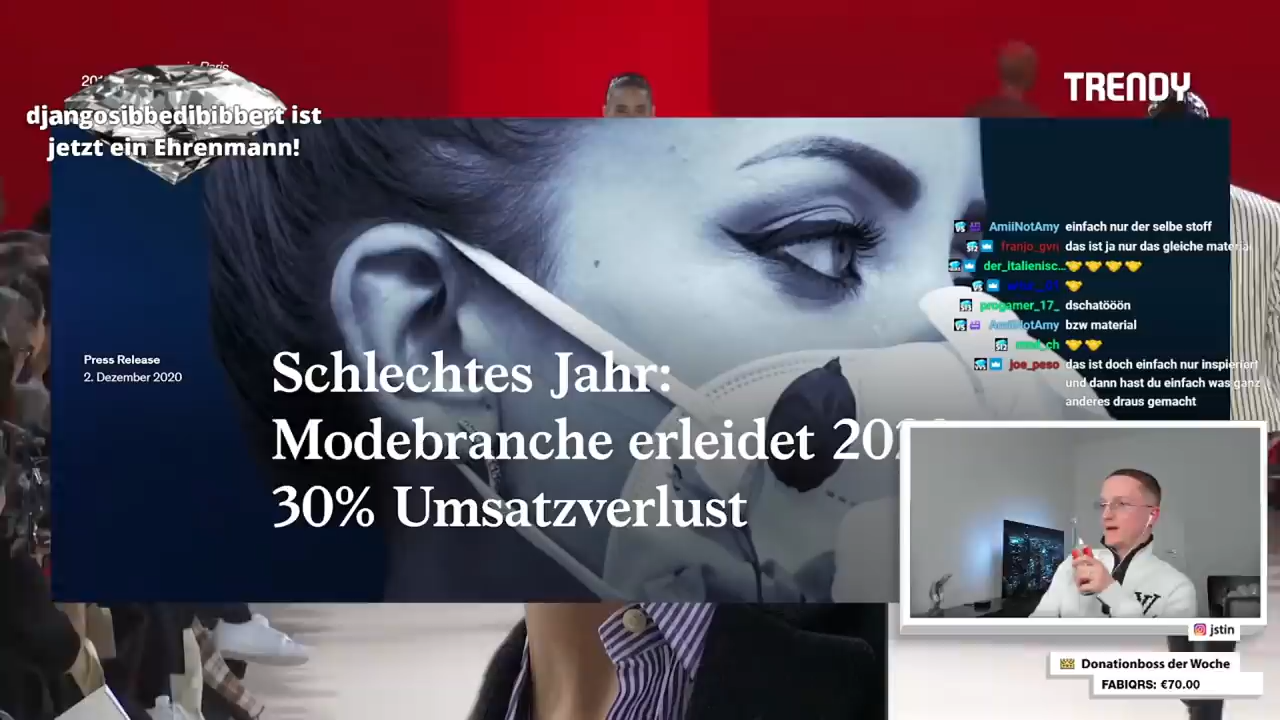 TRENDY
djangosibbedibibbert ist
jetzt ein Ehrenmann!
AmiiNotAmy einfach nur der selbe stoff
franjo_gvn das ist ja nur das gleiche material
der_italienisc...
progamer_17_ dschatööön
AmiiNotAmy bzw material
joe_peso das ist doch einfach nur inspieriert
und dann hast du einfach was ganz
anderes draus gemacht
Press Release
2. Dezember 2020
Schlechtes Jahr:
Modebranche erleidet
30% Umsatzverlust
jstin
Donationboss der Woche
FABIQRS: €70.00